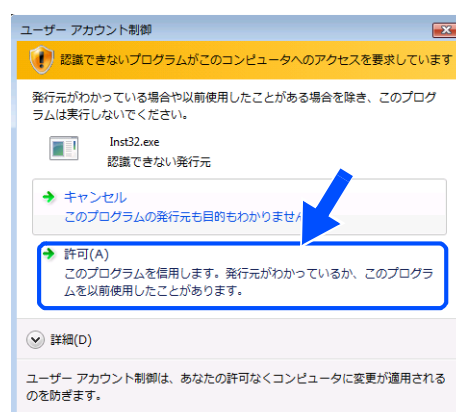 ユーザー アカウント制御
認識できないプログラムがこのコンピュータへのアクセスを要求しています
発行元がわかっている場合や以前使用したことがある場合を除き、このプログ
ラムは実行しないでください。
Inst32.exe
認識できない発行元
キャンセル
このプログラムの発行元も目的もわかりません
許可(A)
このプログラムを信用します。発行元がわかっているか、このプログラ
ムを以前使用したことがあります。
詳細(D)
ユーザー アカウント制御は、あなたの許可なくコンピュータに変更が適用される
のを防ぎます。